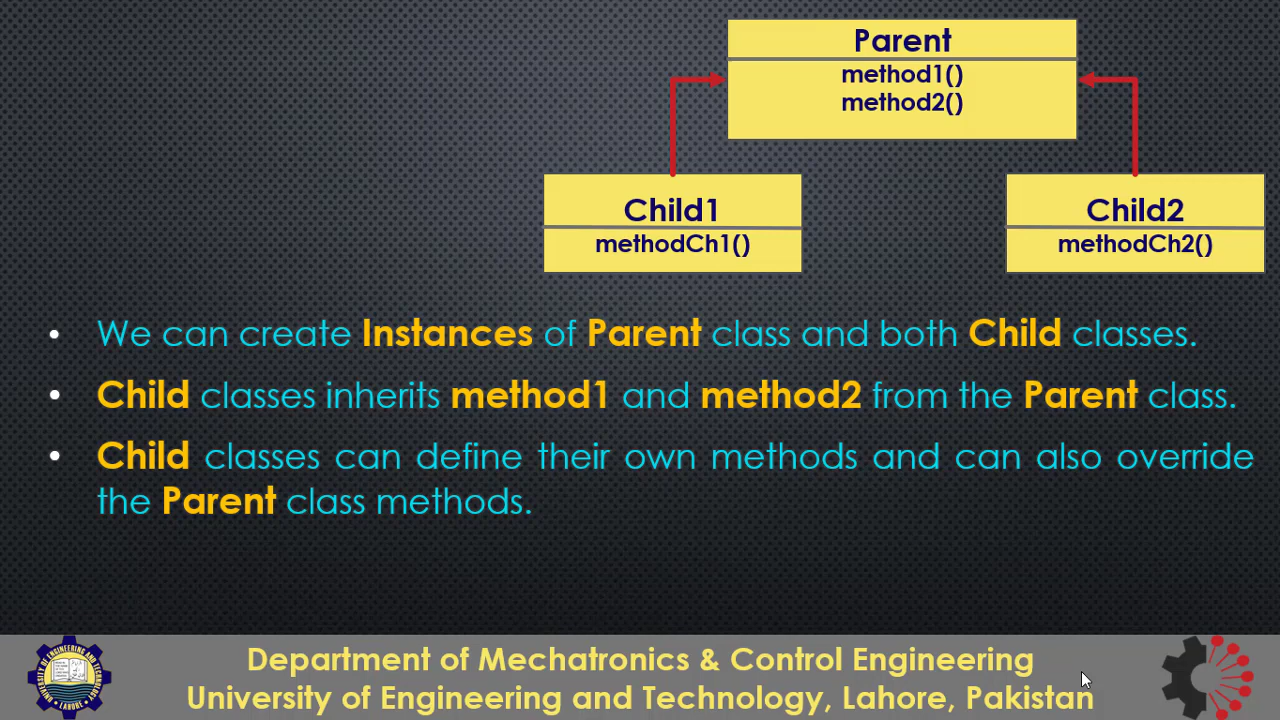 Parent
method1()
method2()
Child1
methodCh1()
Child2
methodCh2()
• We can create Instances of Parent class and both Child classes.
• Child classes inherits method1 and method2 from the Parent class.
• Child classes can define their own methods and can also override
the Parent class methods.
Department of Mechatronics & Control Engineering
University of Engineering and Technology, Lahore, Pakistan
LAHORE